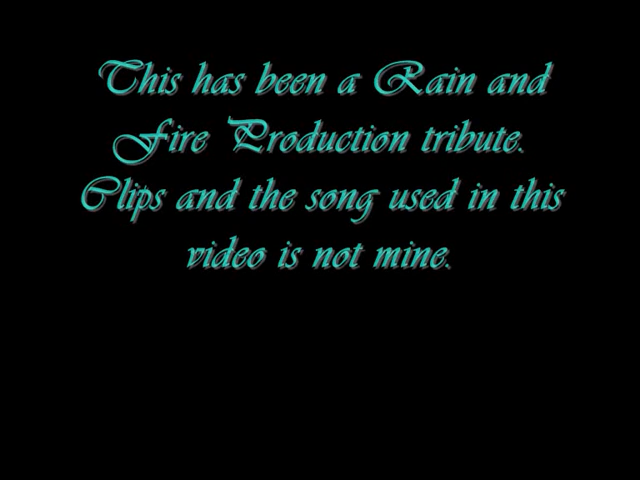 This has been a Rain and
Fire Production tribute.
Clips and the song used in this
video is not mine.